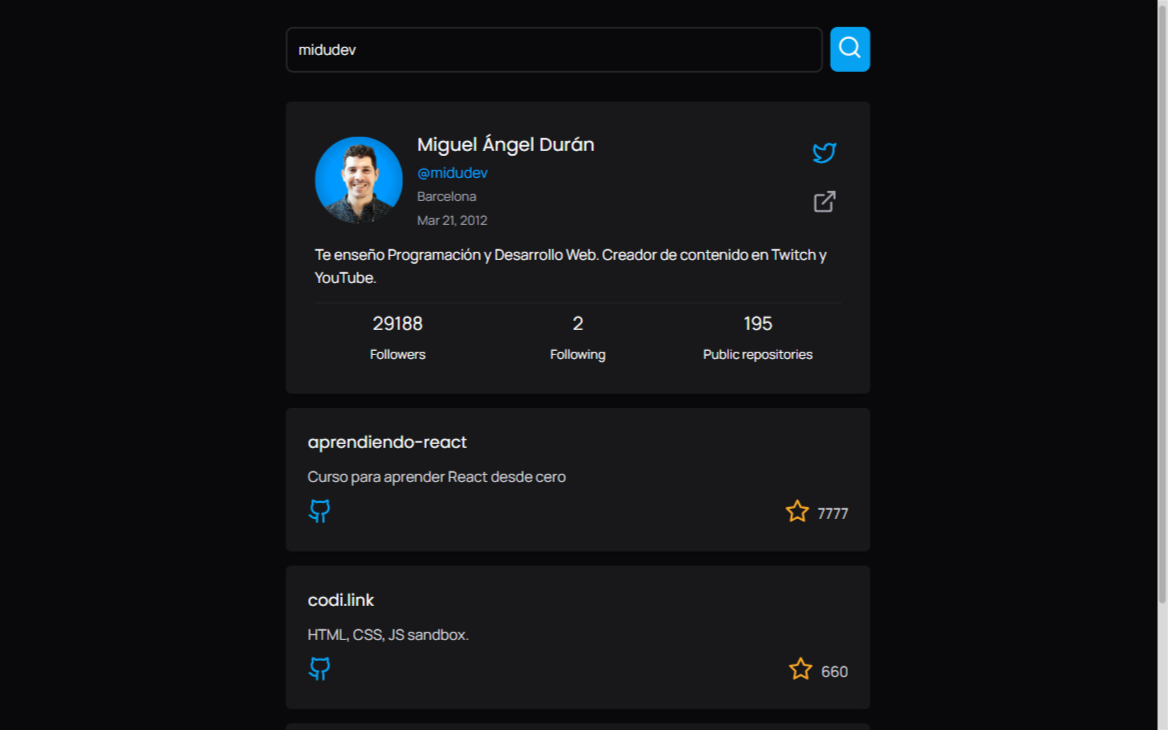 midudev
Miguel Ángel Durán
@midudev
Barcelona
Mar 21, 2012
Te enseño Programación y Desarrollo Web. Creador de contenido en Twitch y
YouTube.
29188 2 195
Followers Following Public repositories
aprendiendo-react
Curso para aprender React desde cero
7777
codi.link
HTML, CSS, JS sandbox.
660